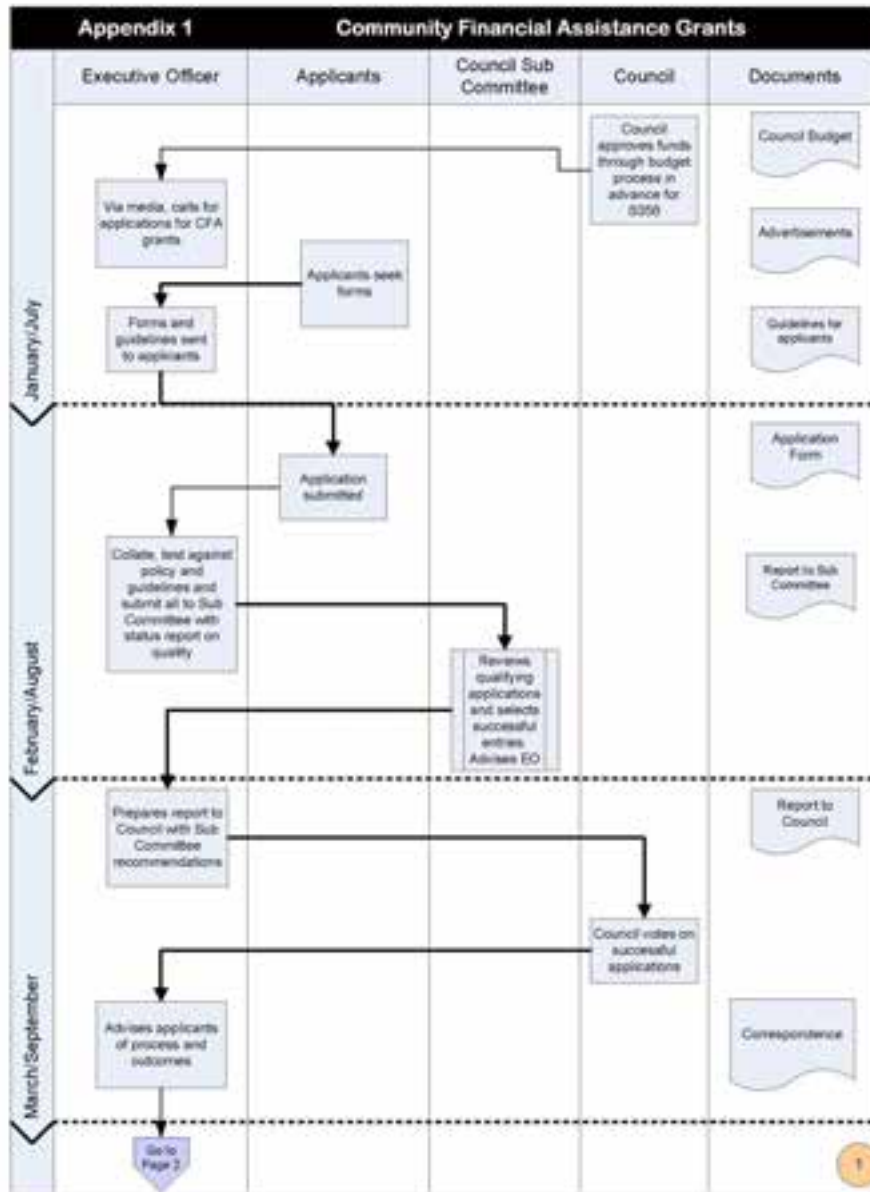 Appendix 1
Community Financial Assistance Grants
Executive Officer
Applicants
Council Sub
Committee
Council
Documents
January/July
Council
approves funds
through budget
process in
advance for
S356
Council Budget
Via media, calls for
applications for CFA
grants
Advertisements
Applicants seek
forms
Forms and
guidelines sent
to applicants
Guidelines for
applicants
February/August
Application
Form
Application
submitted
Collate, test against
policy and
guidelines and
submit all to Sub
Committee with
status report on
quality
Report to Sub
Committee
Reviews
qualifying
applications
and selects
successful
entries
Advises EO
March/September
Prepares report to
Council with Sub
Committee
recommendations
Report to
Council
Council votes on
successful
applications
Advises applicants
of process and
outcomes
Correspondence
Go to
Page 2
1